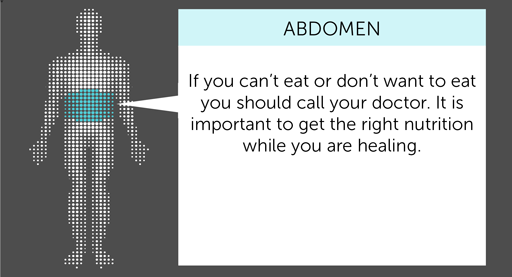 ABDOMEN
If you can’t eat or don’t want to eat
you should call your doctor. It is
important to get the right nutrition
while you are healing.